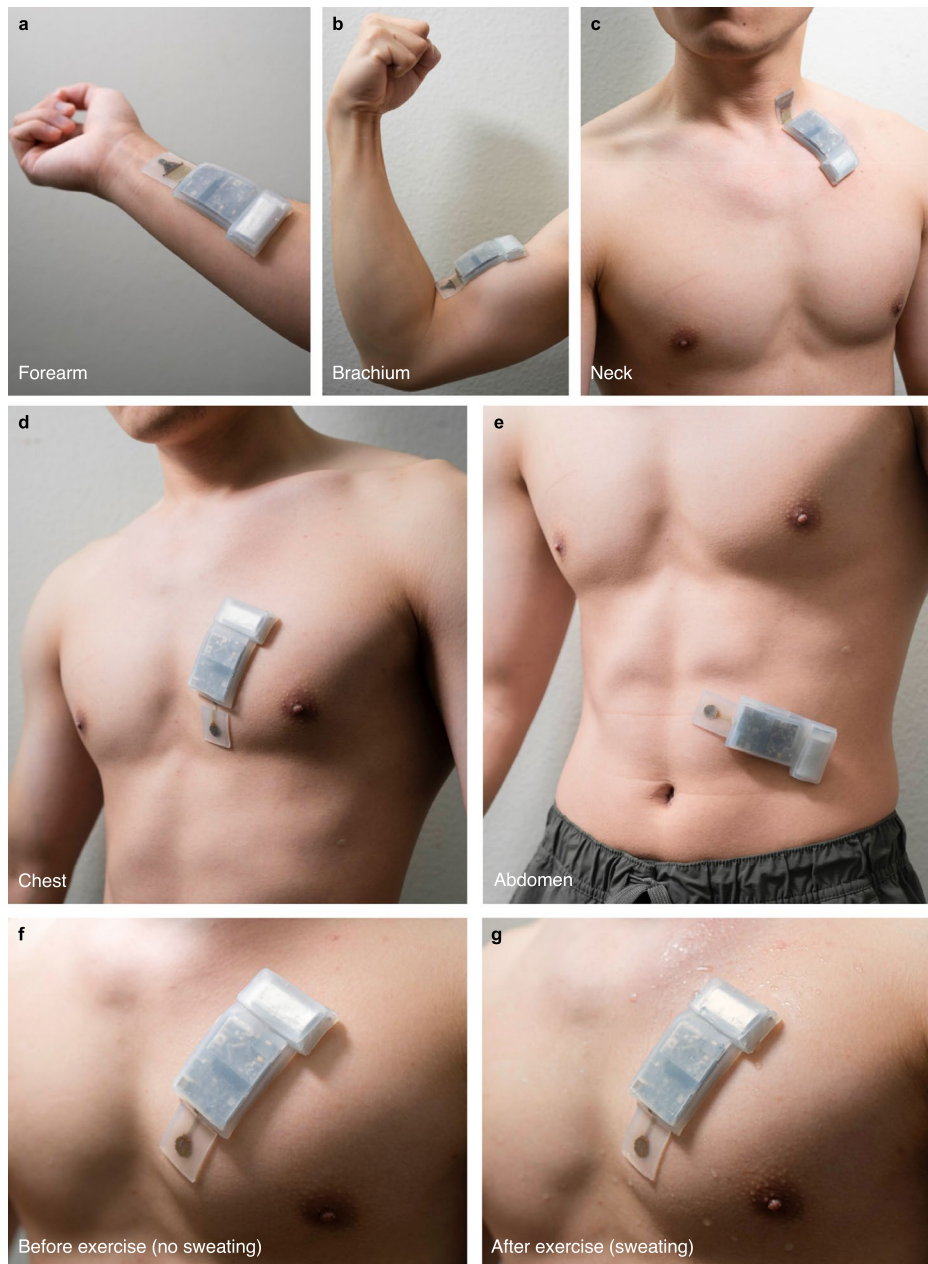 a
b
c
Forearm
Brachium
Neck
d
e
Chest
Abdomen
f
g
Before exercise (no sweating)
After exercise (sweating)